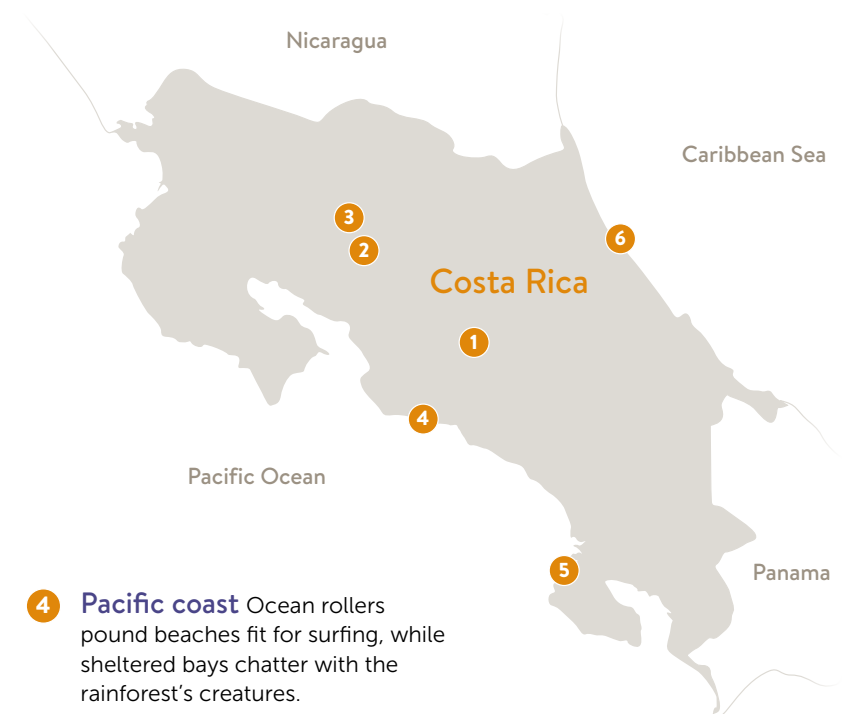 Nicaragua
Caribbean Sea
3
6
2
Costa Rica
1
4
Pacific Ocean
5
Panama
4 Pacific coast Ocean rollers
pound beaches fit for surfing, while
sheltered bays chatter with the
rainforest’s creatures.